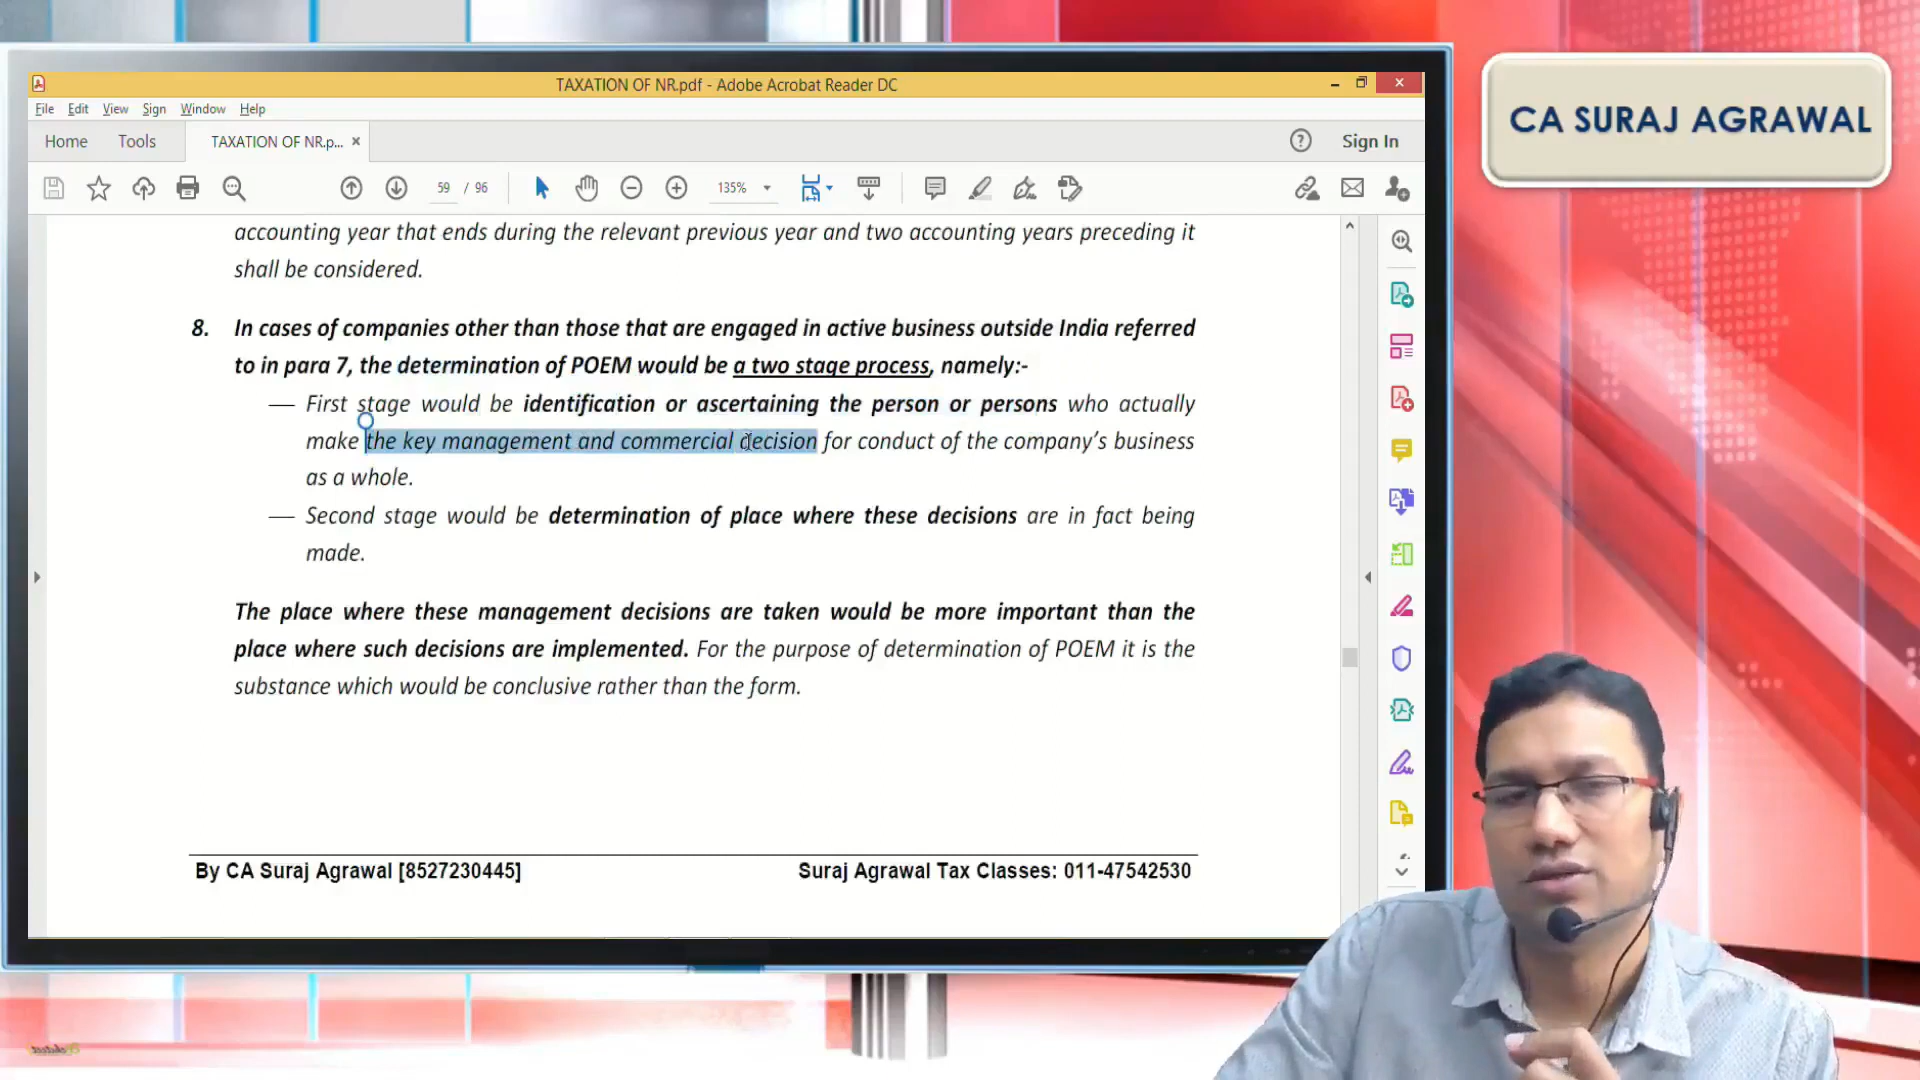 CA SURAJ AGRAWAL
TAXATION OF NR.pdf - Adobe Acrobat Reader DC
File Edit View Sign Window Help
Home Tools TAXATION OF NR.p... × Sign In
59 / 96 135%
accounting year that ends during the relevant previous year and two accounting years preceding it
shall be considered.
8. In cases of companies other than those that are engaged in active business outside India referred
to in para 7, the determination of POEM would be a two stage process, namely:-
— First stage would be identification or ascertaining the person or persons who actually
make the key management and commercial decision for conduct of the company’s business
as a whole.
— Second stage would be determination of place where these decisions are in fact being
made.
The place where these management decisions are taken would be more important than the
place where such decisions are implemented. For the purpose of determination of POEM it is the
substance which would be conclusive rather than the form.
By CA Suraj Agrawal [8527230445] Suraj Agrawal Tax Classes: 011-47542530